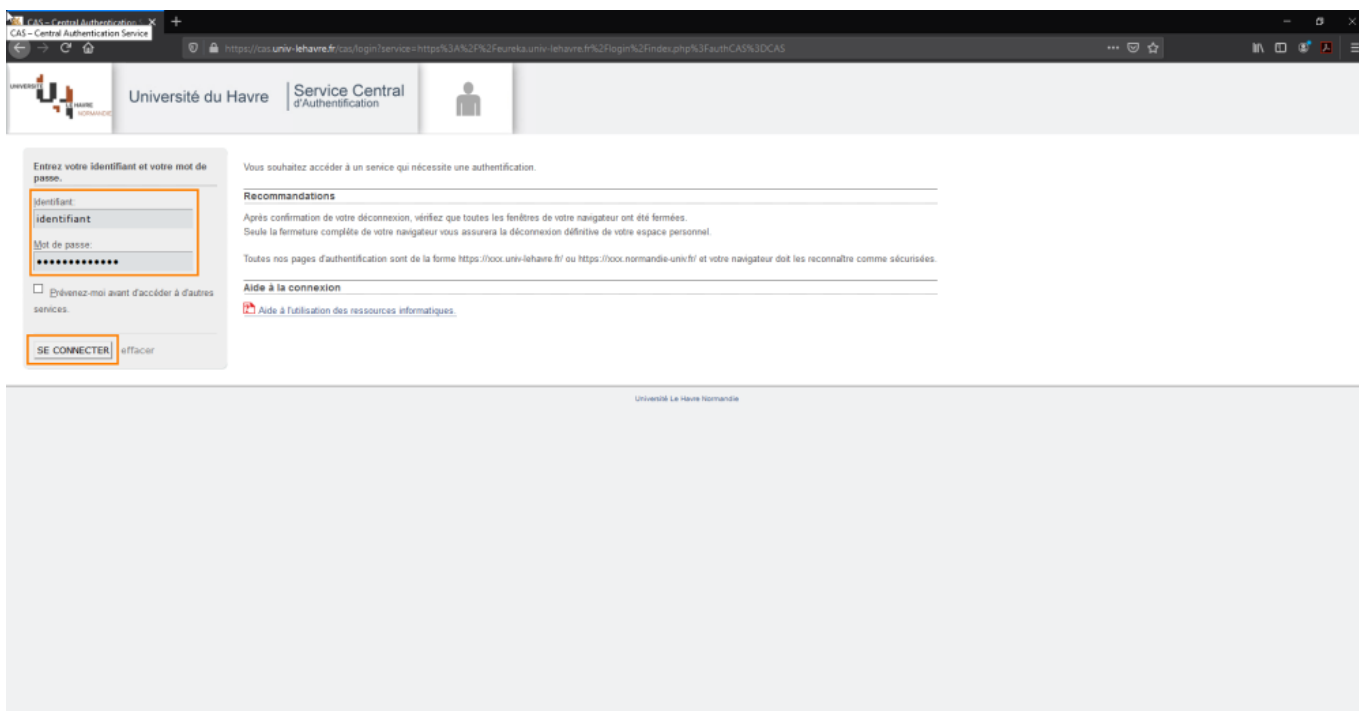 CAS – Central Authentication
CAS – Central Authentication Service
https://cas.univ-lehavre.fr/cas/login?service=https%3A%2F%2Feureka.univ-lehavre.fr%2Flogin%2Findex.php%3FauthCAS%3DCAS
UNIVERSITÉ
LE HAVRE
NORMANDIE
Université du Havre
Service Central
d'Authentification
Entrez votre identifiant et votre mot de
passe.
Identifiant:
identifiant
Mot de passe:
•••••••••••••
Prévenez-moi avant d'accéder à d'autres
services.
SE CONNECTER effacer
Vous souhaitez accéder à un service qui nécessite une authentification.
Recommandations
Après confirmation de votre déconnexion, vérifiez que toutes les fenêtres de votre navigateur ont été fermées.
Seule la fermeture complète de votre navigateur vous assurera la déconnexion définitive de votre espace personnel.
Toutes nos pages d'authentification sont de la forme https://xxx.univ-lehavre.fr/ ou https://xxx.normandie-univ.fr/ et votre navigateur doit les reconnaître comme sécurisées.
Aide à la connexion
Aide à l'utilisation des ressources informatiques.
Université Le Havre Normandie